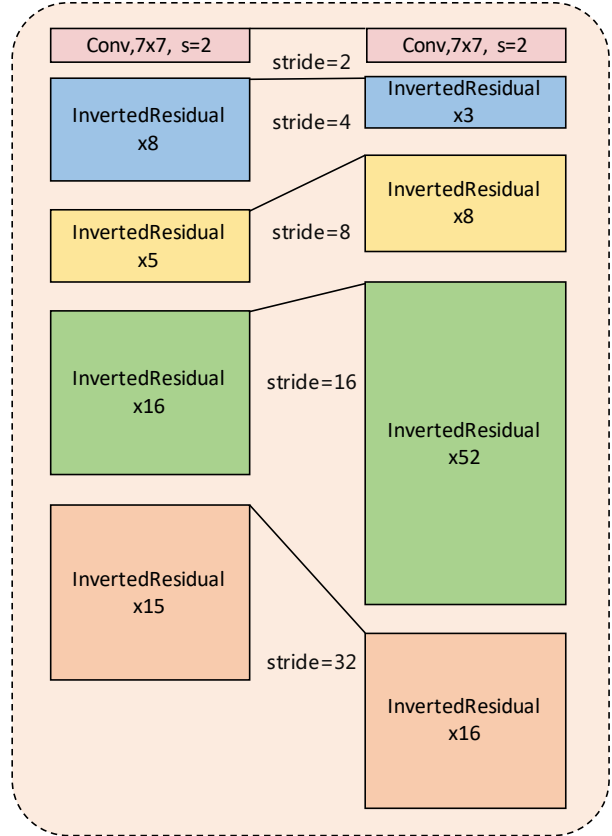 Conv,7x7, s=2
Conv,7x7, s=2
stride=2
InvertedResidual
x8
stride=4
InvertedResidual
x3
InvertedResidual
x5
stride=8
InvertedResidual
x8
InvertedResidual
x16
stride=16
InvertedResidual
x52
InvertedResidual
x15
stride=32
InvertedResidual
x16